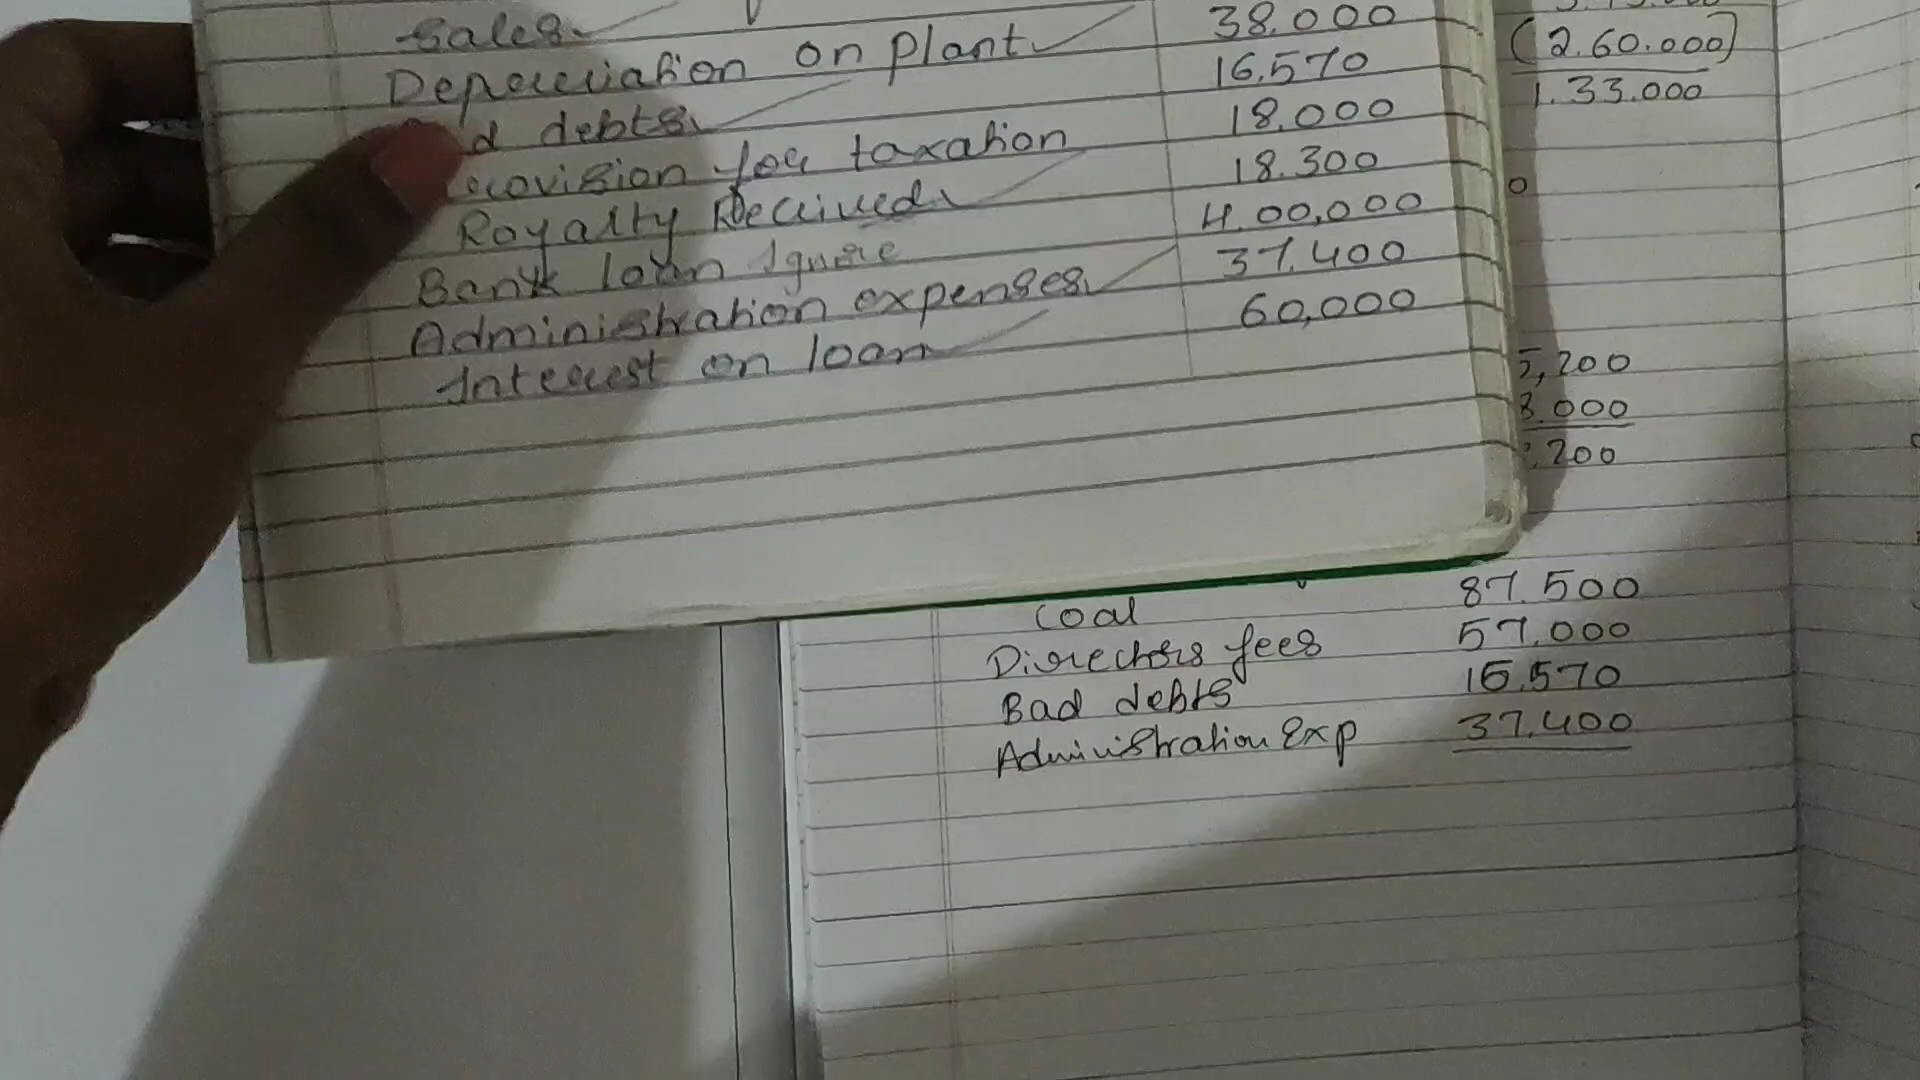 Sales
Depreciation on plant 38.000
d debts 16,570
rovision for taxation 18.000
Royalty Received 18.300
Bank loan Ignore 4.00,000
Administration expenses 37.400
Interest on loan 60,000
(2.60.000)
1.33.000
0
5,200
8.000
,200
Coal 87.500
Directors fees 57.000
Bad debts 16.570
Administration Exp 37.400